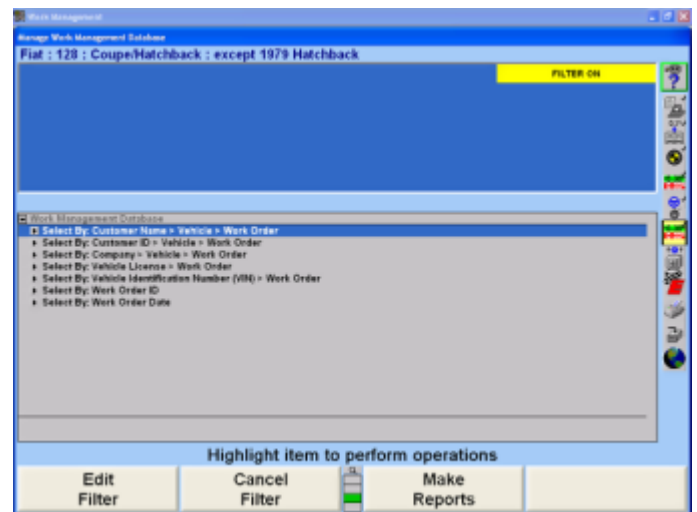 Work Management
Manage Work Management Database
Fiat : 128 : Coupe/Hatchback : except 1979 Hatchback
FILTER ON
Work Management Database
Select By: Customer Name > Vehicle > Work Order
Select By: Customer ID > Vehicle > Work Order
Select By: Company > Vehicle > Work Order
Select By: Vehicle License > Work Order
Select By: Vehicle Identification Number (VIN) > Work Order
Select By: Work Order ID
Select By: Work Order Date
Highlight item to perform operations
Edit Filter
Cancel Filter
Make Reports